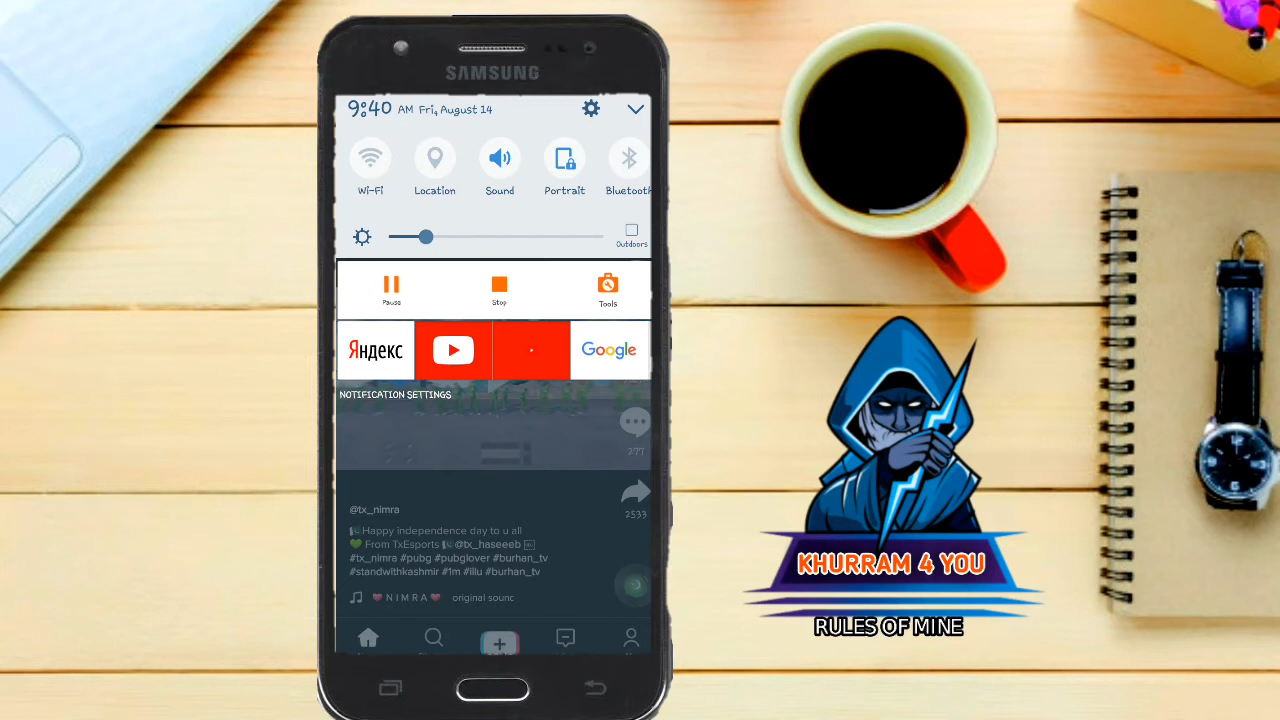 SAMSUNG
9:40 AM Fri, August 14
Wi-Fi Location Sound Portrait Bluetooth
Outdoors
Pause Stop Tools
Яндекс Google
NOTIFICATION SETTINGS
277
2533
@tx_nimra
Happy independence day to u all
From TxEsports @tx_haseeeb
#tx_nimra #pubg #pubglover #burhan_tv
#standwithkashmir #1m #illu #burhan_tv
N I M R A original sounc
KHURRAM 4 YOU
RULES OF MINE